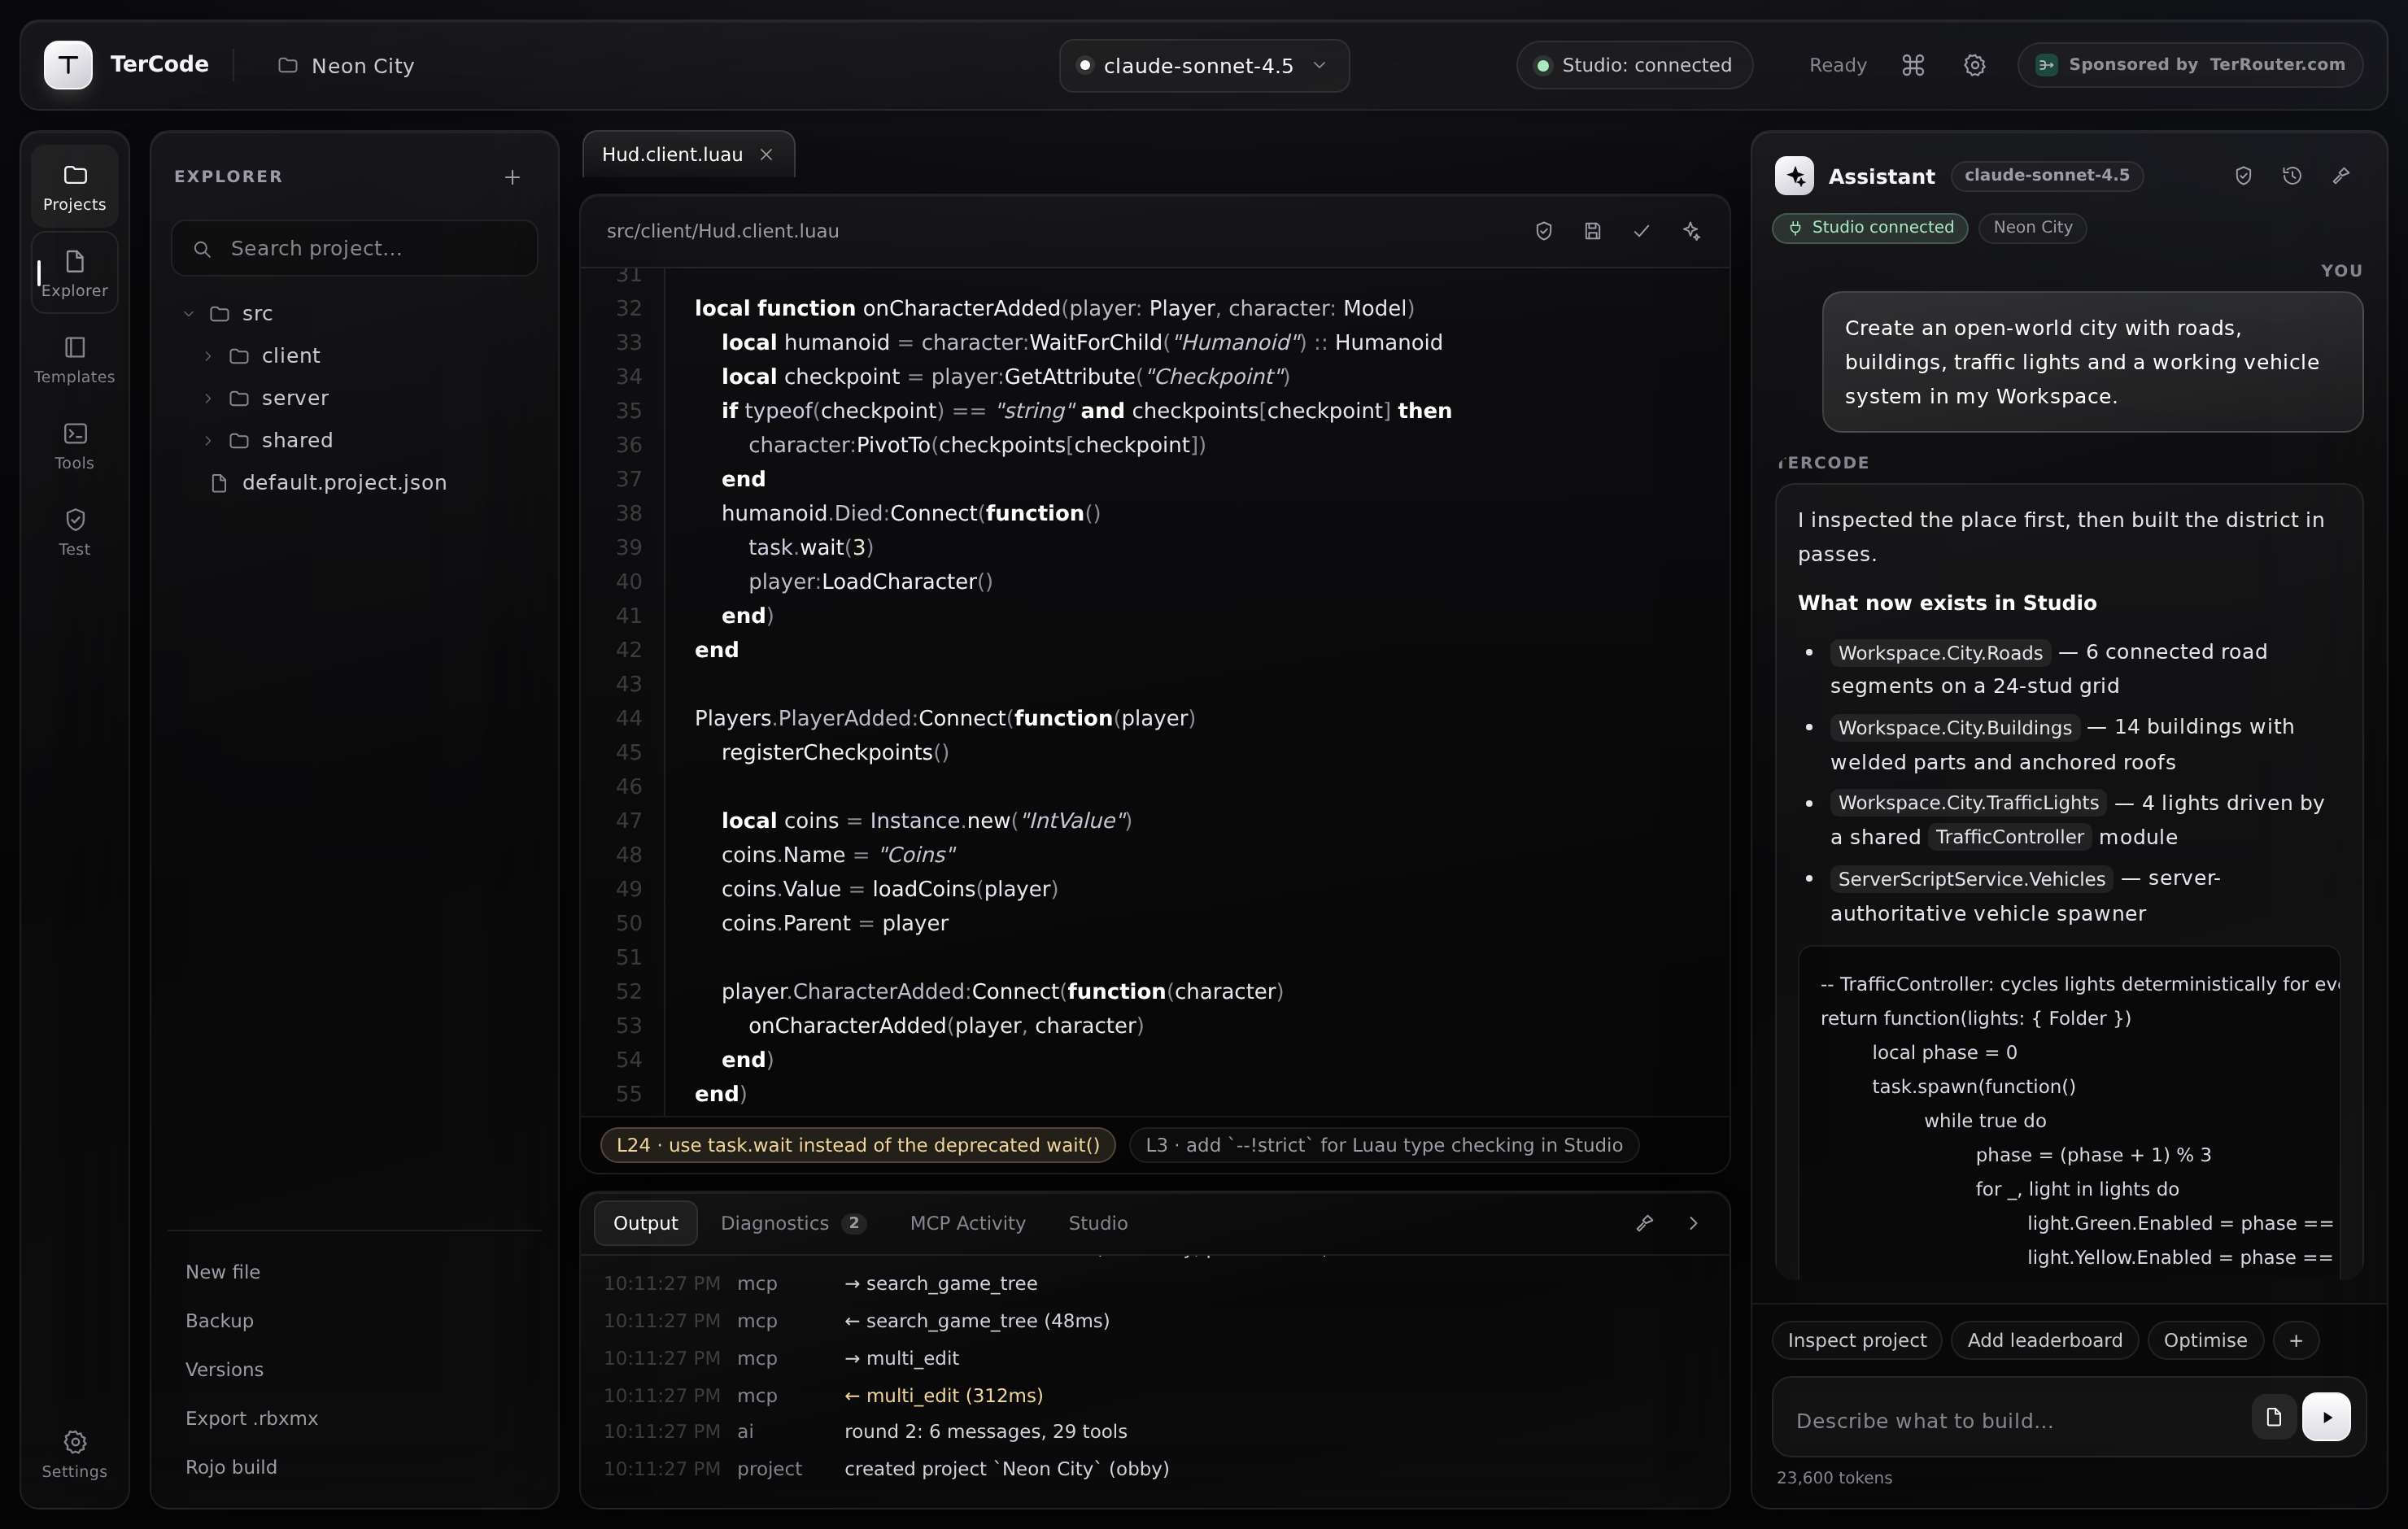 TerCode
Neon City
claude-sonnet-4.5
Studio: connected
Ready
Sponsored by TerRouter.com
Projects
Explorer
Templates
Tools
Test
Settings
EXPLORER
Search project...
src
client
server
shared
default.project.json
New file
Backup
Versions
Export .rbxmx
Rojo build
Hud.client.luau
src/client/Hud.client.luau
31
32 local function onCharacterAdded(player: Player, character: Model)
33 local humanoid = character:WaitForChild("Humanoid") :: Humanoid
34 local checkpoint = player:GetAttribute("Checkpoint")
35 if typeof(checkpoint) == "string" and checkpoints[checkpoint] then
36 character:PivotTo(checkpoints[checkpoint])
37 end
38 humanoid.Died:Connect(function()
39 task.wait(3)
40 player:LoadCharacter()
41 end)
42 end
43
44 Players.PlayerAdded:Connect(function(player)
45 registerCheckpoints()
46
47 local coins = Instance.new("IntValue")
48 coins.Name = "Coins"
49 coins.Value = loadCoins(player)
50 coins.Parent = player
51
52 player.CharacterAdded:Connect(function(character)
53 onCharacterAdded(player, character)
54 end)
55 end)
L24 · use task.wait instead of the deprecated wait()
L3 · add `--!strict` for Luau type checking in Studio
Output
Diagnostics 2
MCP Activity
Studio
10:11:27 PM mcp → search_game_tree
10:11:27 PM mcp ← search_game_tree (48ms)
10:11:27 PM mcp → multi_edit
10:11:27 PM mcp ← multi_edit (312ms)
10:11:27 PM ai round 2: 6 messages, 29 tools
10:11:27 PM project created project `Neon City` (obby)
Assistant
claude-sonnet-4.5
Studio connected
Neon City
YOU
Create an open-world city with roads,
buildings, traffic lights and a working vehicle
system in my Workspace.
TERCODE
I inspected the place first, then built the district in
passes.
What now exists in Studio
• Workspace.City.Roads — 6 connected road
segments on a 24-stud grid
• Workspace.City.Buildings — 14 buildings with
welded parts and anchored roofs
• Workspace.City.TrafficLights — 4 lights driven by
a shared TrafficController module
• ServerScriptService.Vehicles — server-
authoritative vehicle spawner
-- TrafficController: cycles lights deterministically for
return function(lights: { Folder })
local phase = 0
task.spawn(function()
while true do
phase = (phase + 1) % 3
for _, light in lights do
light.Green.Enabled = phase ==
light.Yellow.Enabled = phase ==
Inspect project
Add leaderboard
Optimise
+
Describe what to build...
23,600 tokens